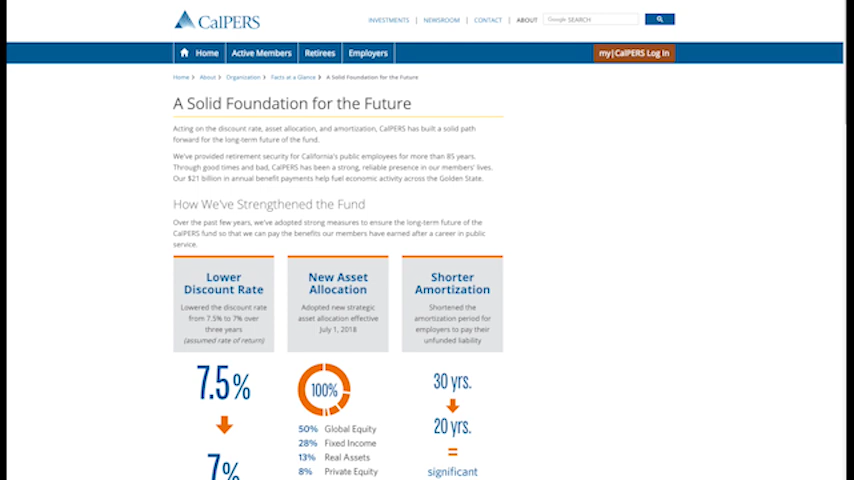 CalPERS
INVESTMENTS | NEWSROOM | CONTACT | ABOUT
Google SEARCH
Home
Active Members
Retirees
Employers
my|CalPERS Log In
Home > About > Organization > Facts at a Glance > A Solid Foundation for the Future
A Solid Foundation for the Future
Acting on the discount rate, asset allocation, and amortization, CalPERS has built a solid path
forward for the long-term future of the fund.
We've provided retirement security for California's public employees for more than 85 years.
Through good times and bad, CalPERS has been a strong, reliable presence in our members' lives.
Our $21 billion in annual benefit payments help fuel economic activity across the Golden State.
How We've Strengthened the Fund
Over the past few years, we've adopted strong measures to ensure the long-term future of the
CalPERS fund so that we can pay the benefits our members have earned after a career in public
service.
Lower
Discount Rate
Lowered the discount rate
from 7.5% to 7% over
three years
(assumed rate of return)
7.5%
7%
New Asset
Allocation
Adopted new strategic
asset allocation effective
July 1, 2018
100%
50% Global Equity
28% Fixed Income
13% Real Assets
8% Private Equity
Shorter
Amortization
Shortened the
amortization period for
employers to pay their
unfunded liability
30 yrs.
20 yrs.
=
significant